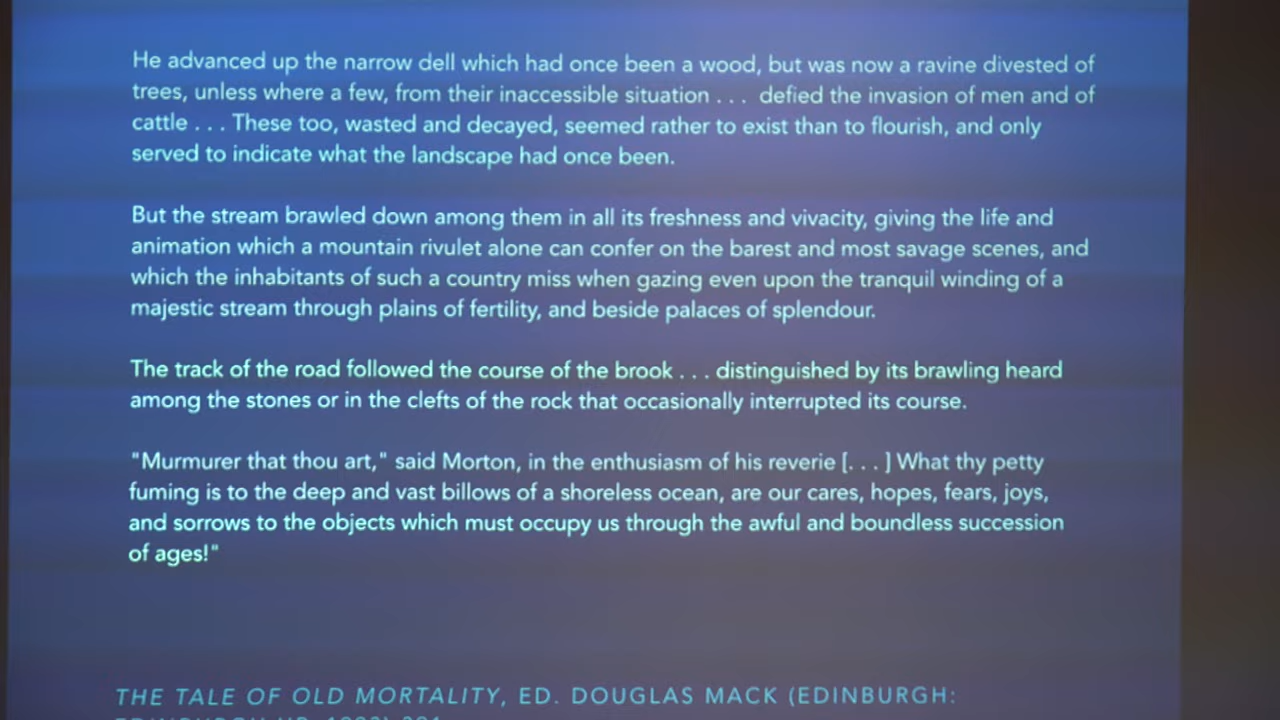 He advanced up the narrow dell which had once been a wood, but was now a ravine divested of
trees, unless where a few, from their inaccessible situation . . . defied the invasion of men and of
cattle . . . These too, wasted and decayed, seemed rather to exist than to flourish, and only
served to indicate what the landscape had once been.
But the stream brawled down among them in all its freshness and vivacity, giving the life and
animation which a mountain rivulet alone can confer on the barest and most savage scenes, and
which the inhabitants of such a country miss when gazing even upon the tranquil winding of a
majestic stream through plains of fertility, and beside palaces of splendour.
The track of the road followed the course of the brook . . . distinguished by its brawling heard
among the stones or in the clefts of the rock that occasionally interrupted its course.
"Murmurer that thou art," said Morton, in the enthusiasm of his reverie [. . . ] What thy petty
fuming is to the deep and vast billows of a shoreless ocean, are our cares, hopes, fears, joys,
and sorrows to the objects which must occupy us through the awful and boundless succession
of ages!"
THE TALE OF OLD MORTALITY, ED. DOUGLAS MACK (EDINBURGH:
EDINBURGH UP,